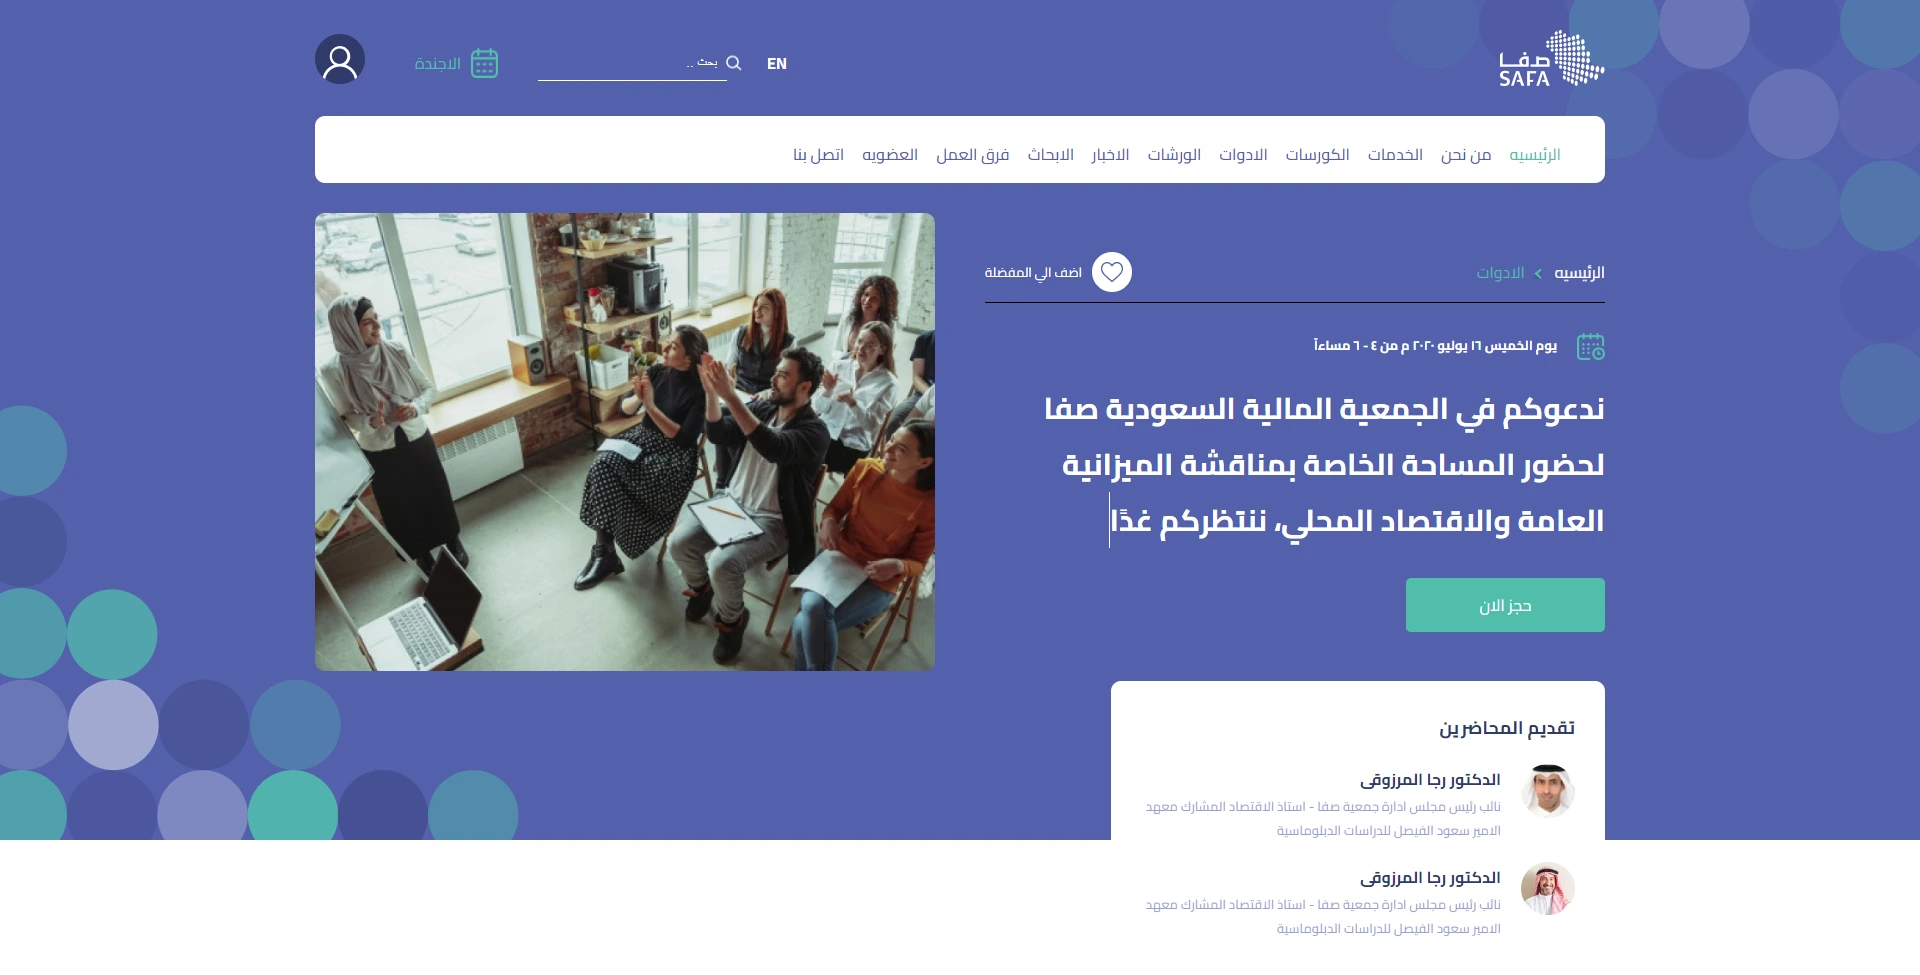 صفا
SAFA
EN
بحث ..
الاجندة
الرئيسيه من نحن الخدمات الكورسات الادوات الورشات الاخبار الابحاث فرق العمل العضويه اتصل بنا
الرئيسيه > الادوات
اضف الي المفضلة
يوم الخميس ١٦ يوليو ٢٠٢٠ م من ٤ - ٦ مساءاً
ندعوكم في الجمعية المالية السعودية صفا
لحضور المساحة الخاصة بمناقشة الميزانية
العامة والاقتصاد المحلي، ننتظركم غدًا
حجز الان
تقديم المحاضرين
الدكتور رجا المرزوقى
نائب رئيس مجلس ادارة جمعية صفا - استاذ الاقتصاد المشارك معهد
الامير سعود الفيصل للدراسات الدبلوماسية
الدكتور رجا المرزوقى
نائب رئيس مجلس ادارة جمعية صفا - استاذ الاقتصاد المشارك معهد
الامير سعود الفيصل للدراسات الدبلوماسية